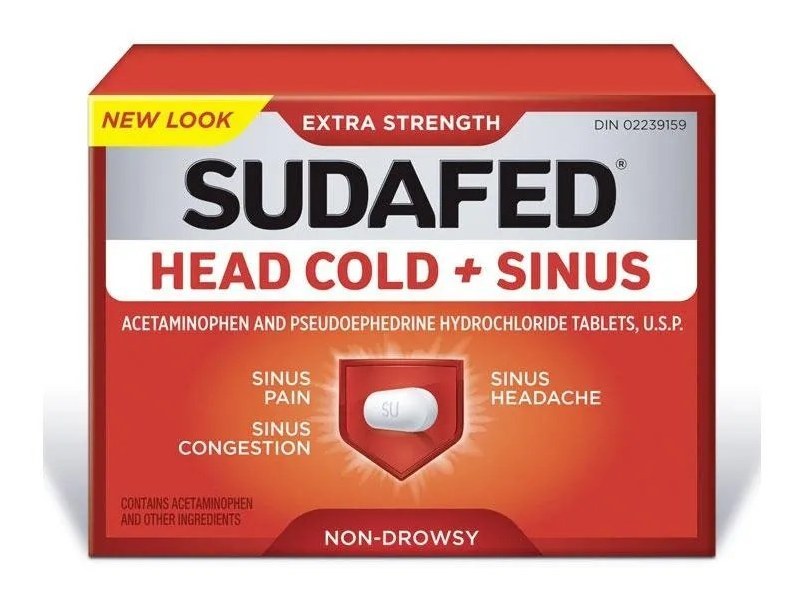 NEW LOOK
EXTRA STRENGTH
DIN 02239159
SUDAFED®
HEAD COLD + SINUS
ACETAMINOPHEN AND PSEUDOEPHEDRINE HYDROCHLORIDE TABLETS, U.S.P.
SINUS
PAIN
SINUS
CONGESTION
SU
SINUS
HEADACHE
CONTAINS ACETAMINOPHEN
AND OTHER INGREDIENTS
NON-DROWSY